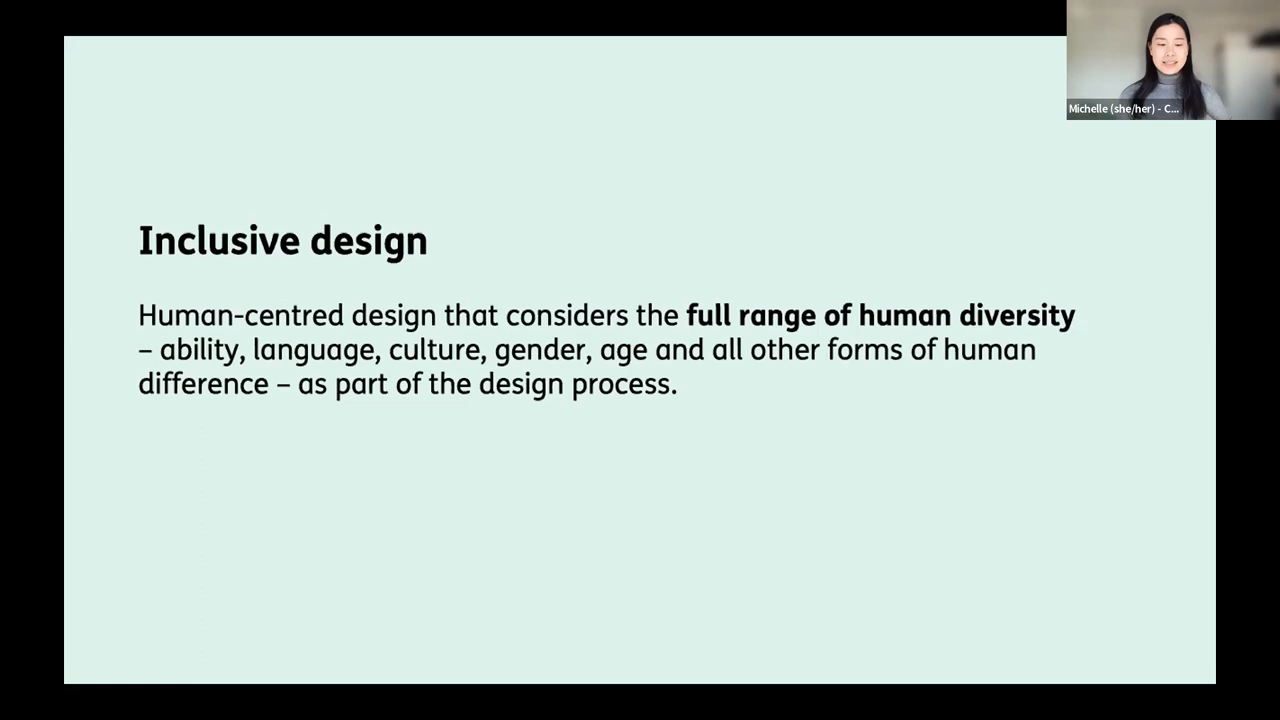 Michelle (she/her) - C...
Inclusive design
Human-centred design that considers the full range of human diversity
– ability, language, culture, gender, age and all other forms of human
difference – as part of the design process.